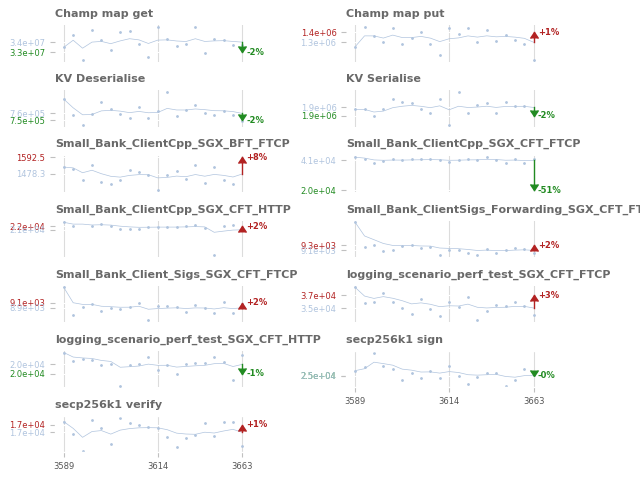 Champ map get
3.4e+07
3.3e+07
-2%
Champ map put
1.4e+06
1.3e+06
+1%
KV Deserialise
7.6e+05
7.5e+05
-2%
KV Serialise
1.9e+06
1.9e+06
-2%
Small_Bank_ClientCpp_SGX_BFT_FTCP
1592.5
1478.3
+8%
Small_Bank_ClientCpp_SGX_CFT_FTCP
4.1e+04
2.0e+04
-51%
Small_Bank_ClientCpp_SGX_CFT_HTTP
2.2e+04
2.1e+04
+2%
Small_Bank_ClientSigs_Forwarding_SGX_CFT_FT
9.3e+03
9.1e+03
+2%
Small_Bank_Client_Sigs_SGX_CFT_FTCP
9.1e+03
8.9e+03
+2%
logging_scenario_perf_test_SGX_CFT_FTCP
3.7e+04
3.5e+04
+3%
logging_scenario_perf_test_SGX_CFT_HTTP
2.0e+04
2.0e+04
-1%
secp256k1 sign
2.5e+04
-0%
3589
3614
3663
secp256k1 verify
1.7e+04
1.7e+04
+1%
3589
3614
3663